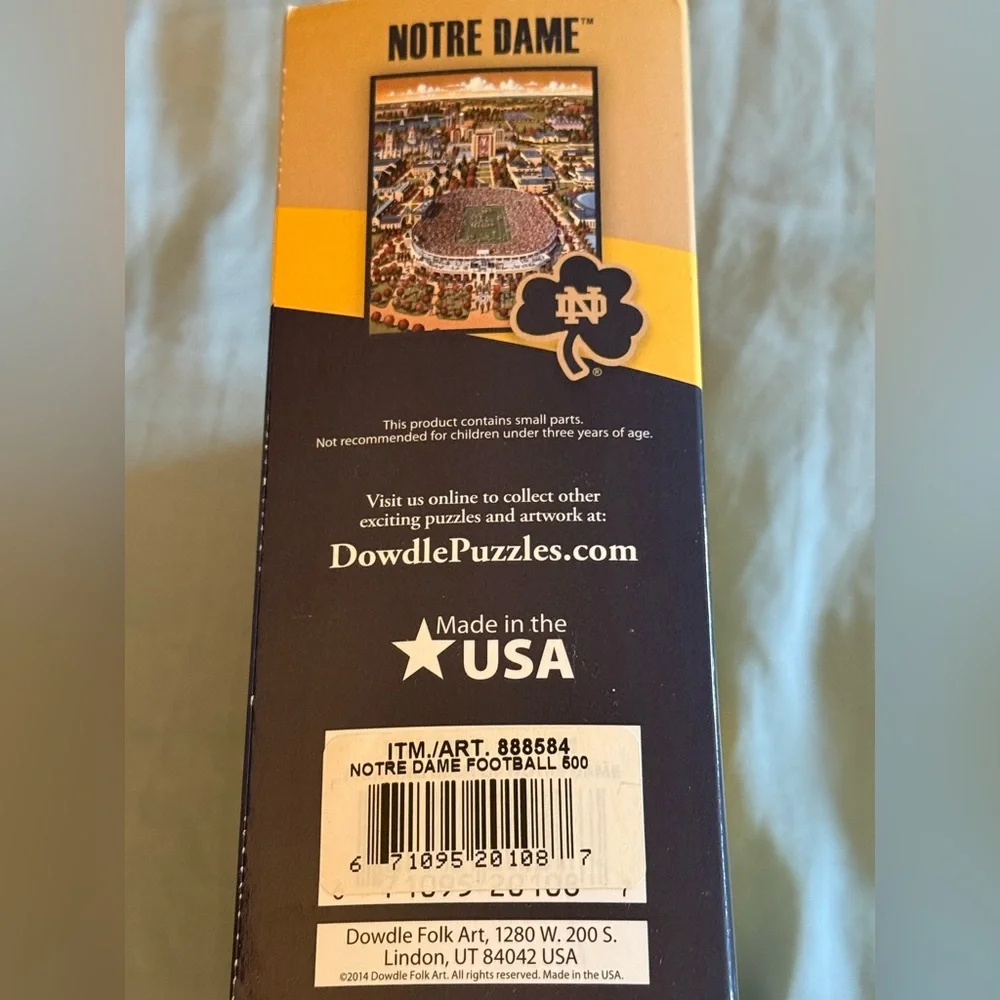 NOTRE DAME™
ND
®
This product contains small parts.
Not recommended for children under three years of age.
Visit us online to collect other
exciting puzzles and artwork at:
DowdlePuzzles.com
Made in the
USA
ITM./ART. 888584
NOTRE DAME FOOTBALL 500
6 71095 20108 7
Dowdle Folk Art, 1280 W. 200 S.
Lindon, UT 84042 USA
©2014 Dowdle Folk Art. All rights reserved. Made in the USA.